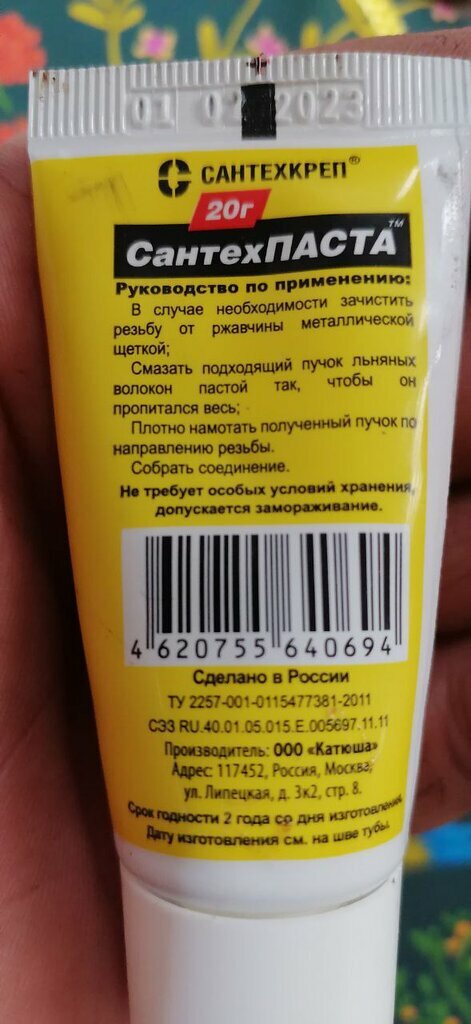 01 02 2023
САНТЕХКРЕП®
20г
СантехПАСТА™
Руководство по применению:
В случае необходимости зачистить
резьбу от ржавчины металлической
щеткой;
Смазать подходящий пучок льняных
волокон пастой так, чтобы он
пропитался весь;
Плотно намотать полученный пучок по
направлению резьбы.
Собрать соединение.
Не требует особых условий хранения,
допускается замораживание.
4 620755 640694
Сделано в России
ТУ 2257-001-0115477381-2011
СЭЗ RU.40.01.05.015.Е.005697.11.11
Производитель: ООО «Катюша»
Адрес: 117452, Россия, Москва,
ул. Липецкая, д. 3к2, стр. 8.
Срок годности 2 года со дня изготовления.
Дату изготовления см. на шве тубы.